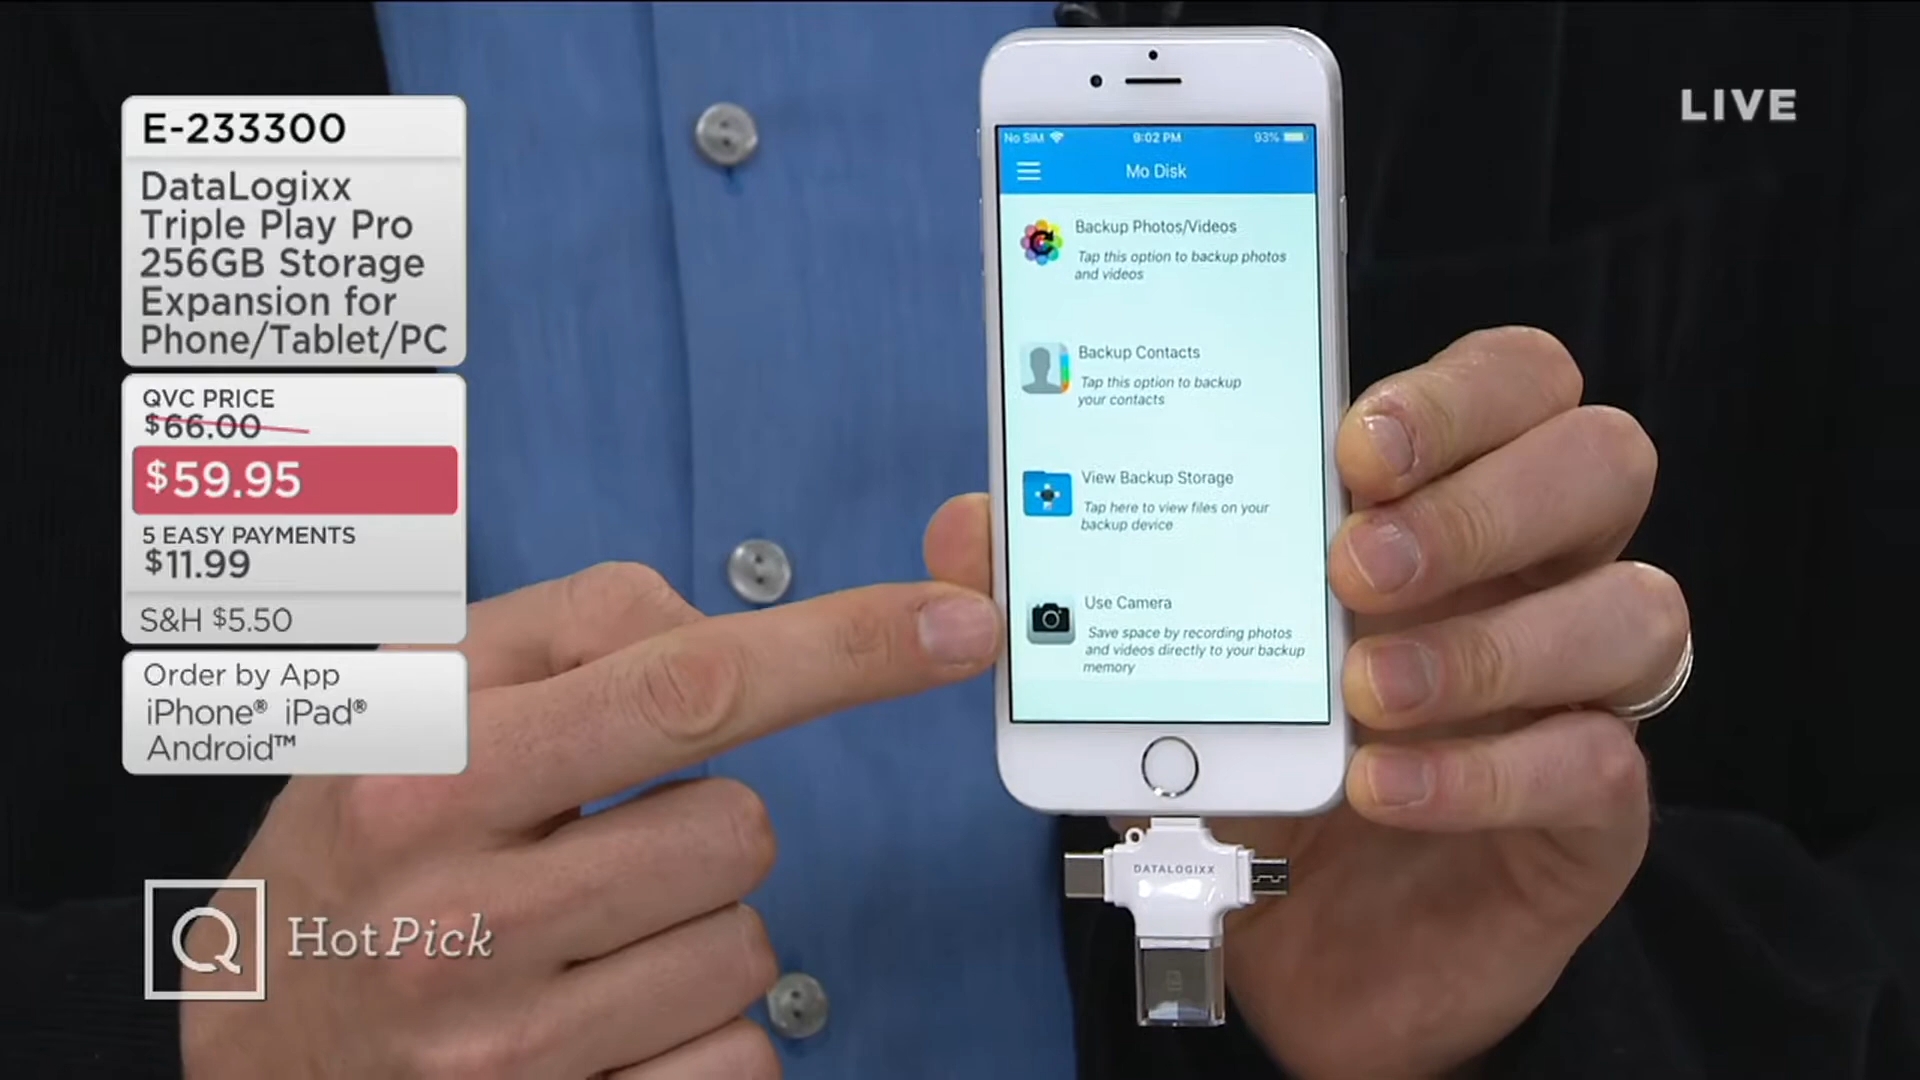 E-233300
DataLogixx
Triple Play Pro
256GB Storage
Expansion for
Phone/Tablet/PC
QVC PRICE
$66.00
$59.95
5 EASY PAYMENTS
$11.99
S&H $5.50
Order by App
iPhone® iPad®
Android™
Q Hot Pick
LIVE
No SIM 9:02 PM 93%
Mo Disk
Backup Photos/Videos
Tap this option to backup photos
and videos
Backup Contacts
Tap this option to backup
your contacts
View Backup Storage
Tap here to view files on your
backup device
Use Camera
Save space by recording photos
and videos directly to your backup
memory
DATALOGIXX